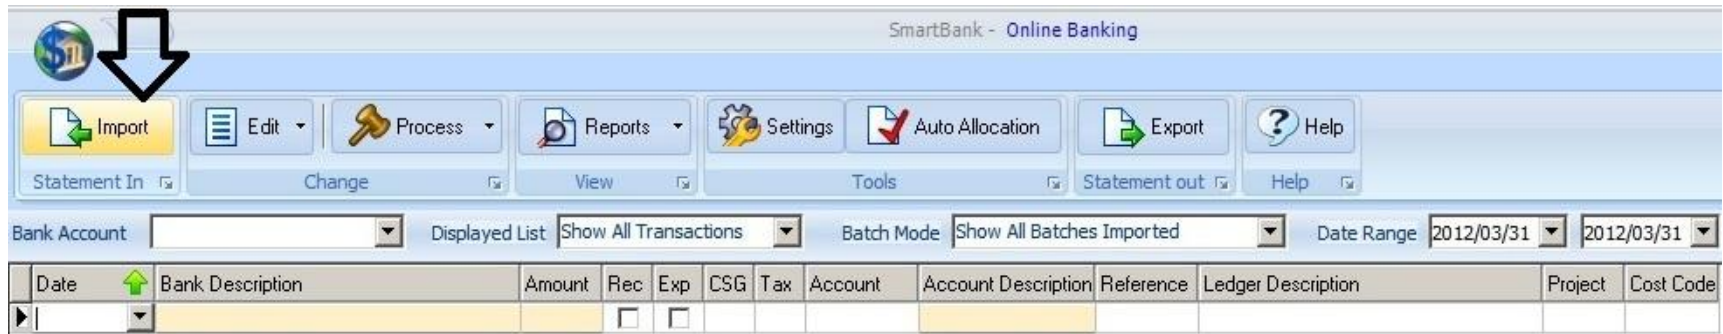 SmartBank - Online Banking
Import Edit Process Reports Settings Auto Allocation Export Help
Statement In Change View Tools Statement out Help
Bank Account Displayed List Show All Transactions Batch Mode Show All Batches Imported Date Range 2012/03/31 2012/03/31
Date Bank Description Amount Rec Exp CSG Tax Account Account Description Reference Ledger Description Project Cost Code